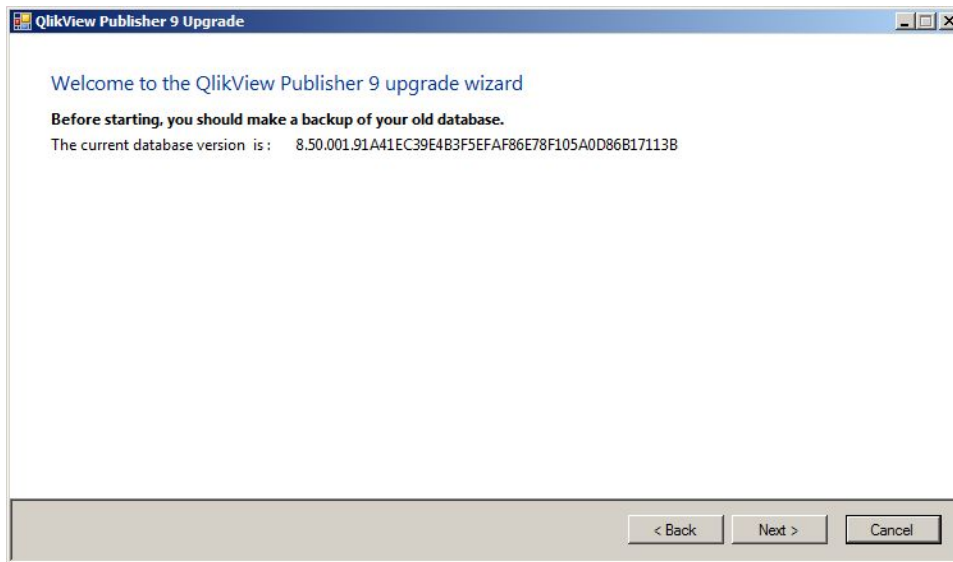 QlikView Publisher 9 Upgrade
Welcome to the QlikView Publisher 9 upgrade wizard
Before starting, you should make a backup of your old database.
The current database version is : 8.50.001.91A41EC39E4B3F5EFAF86E78F105A0D86B17113B
< Back Next > Cancel